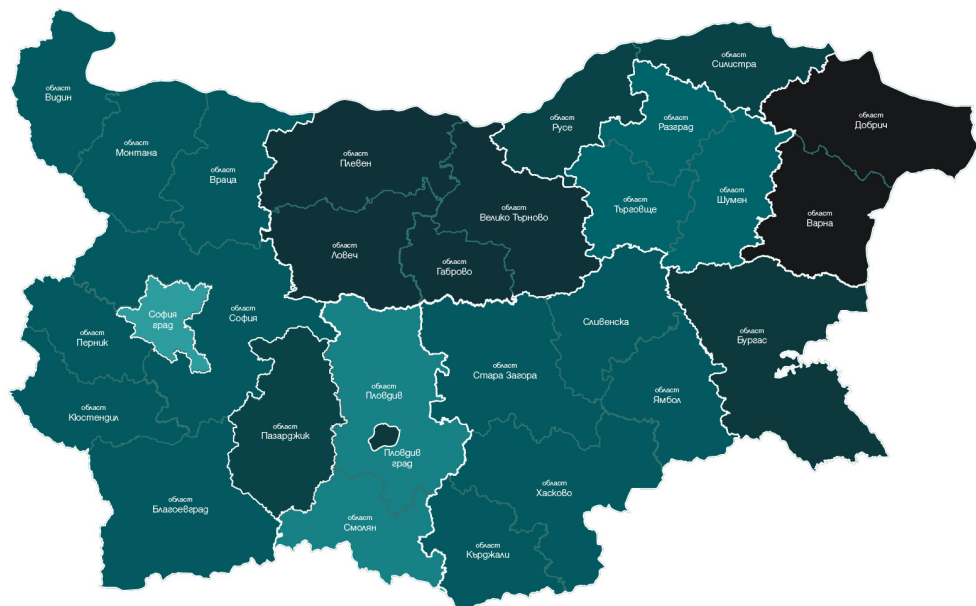 област
Силистра
област
Видин
област
Добрич
област
Русе
област
Разград
област
Монтана
област
Плевен
област
Враца
област
Велико Търново
област
Търговище
област
Шумен
област
Варна
област
Ловеч
област
Габрово
София
град
област
София
област
Сливенска
област
Перник
област
Бургас
област
Стара Загора
област
Пловдив
област
Ямбол
област
Кюстендил
област
Пазарджик
Пловдив
град
област
Хасково
област
Благоевград
област
Смолян
област
Кърджали